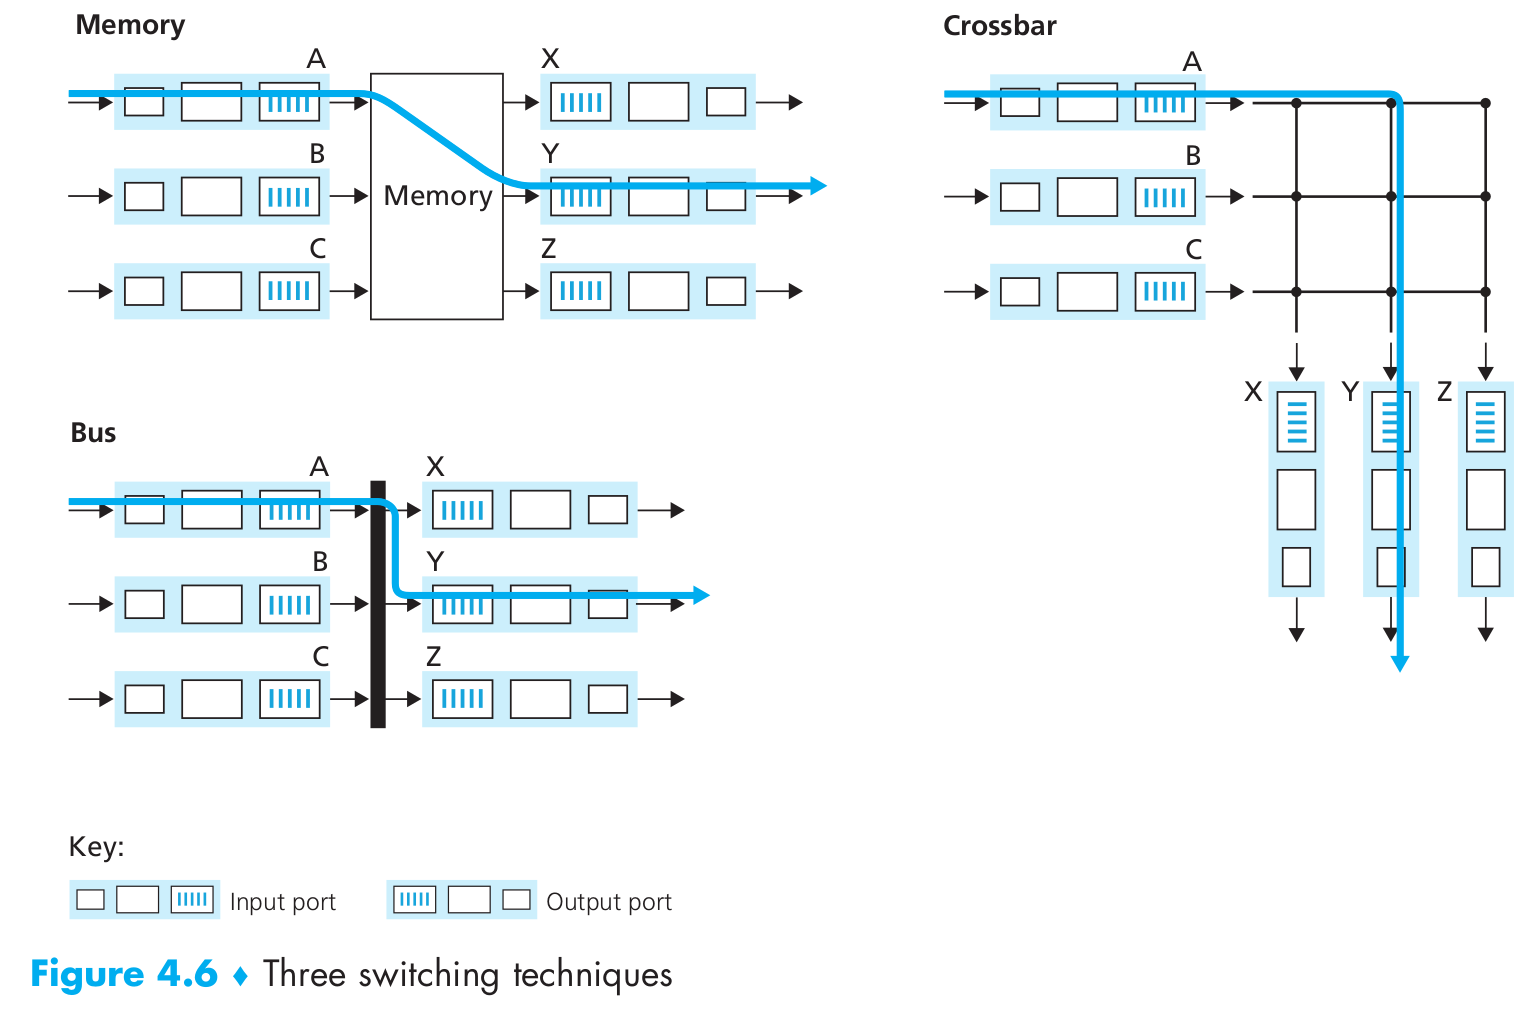 Memory
A
X
B
Y
Memory
C
Z
Crossbar
A
B
C
X
Y
Z
Bus
A
X
B
Y
C
Z
Key:
Input port
Output port
Figure 4.6 ♦ Three switching techniques